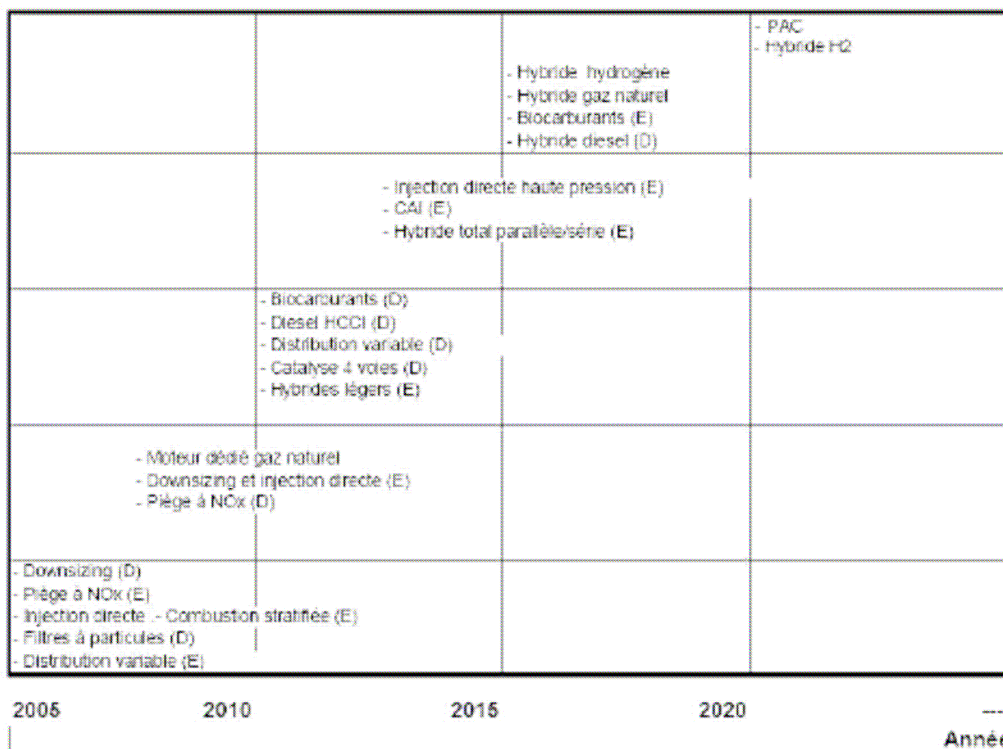 - PAC
- Hybride H2
- Hybride hydrogène
- Hybride gaz naturel
- Biocarburants (E)
- Hybride diesel (D)
- Injection directe haute pression (E)
- CAI (E)
- Hybride total parallèle/série (E)
- Biocarburants (D)
- Diesel HCCI (D)
- Distribution variable (D)
- Catalyse 4 voies (D)
- Hybrides légers (E)
- Moteur dédié gaz naturel
- Downsizing et injection directe (E)
- Piège à NOx (D)
- Downsizing (D)
- Piège à NOx (E)
- Injection directe .- Combustion stratifiée (E)
- Filtres à particules (D)
- Distribution variable (E)
2005 2010 2015 2020 ---
Année